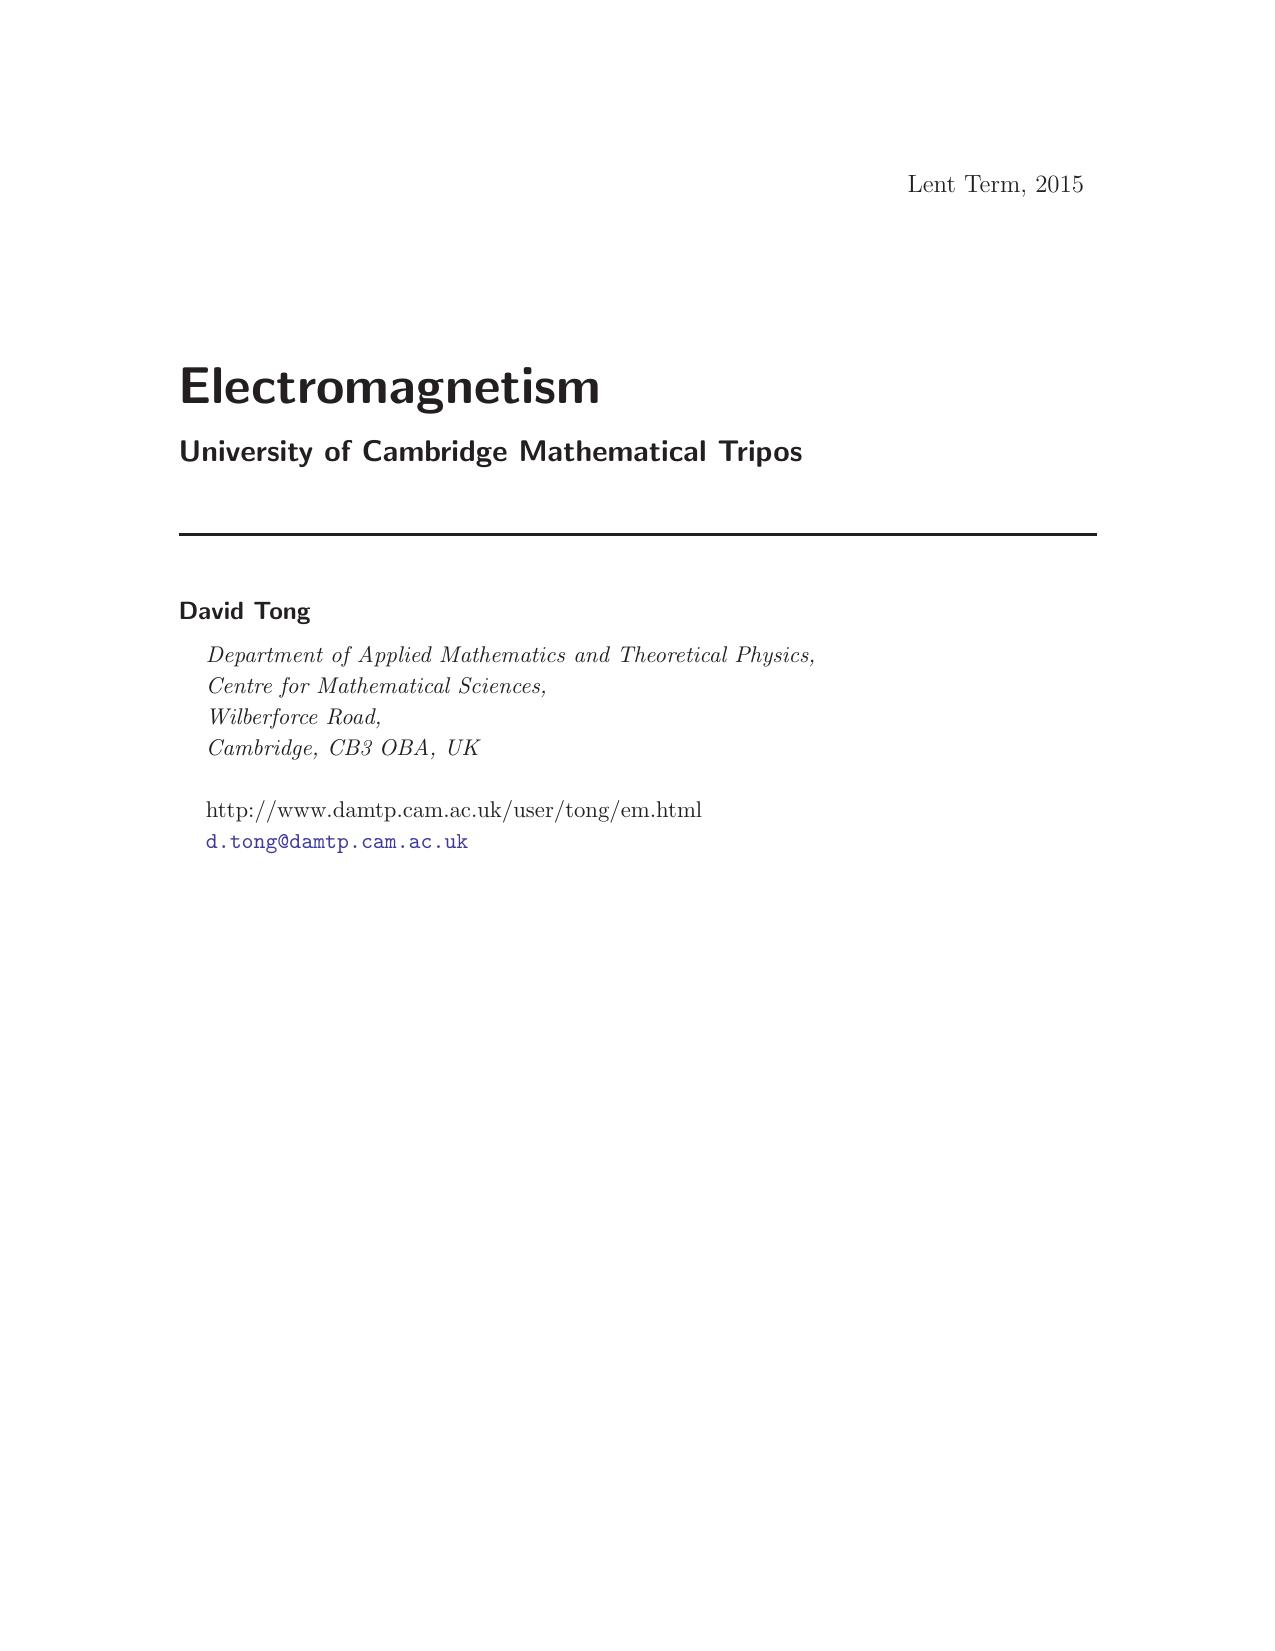 Lent Term, 2015
Electromagnetism
University of Cambridge Mathematical Tripos
David Tong
Department of Applied Mathematics and Theoretical Physics,
Centre for Mathematical Sciences,
Wilberforce Road,
Cambridge, CB3 OBA, UK
http://www.damtp.cam.ac.uk/user/tong/em.html
d.tong@damtp.cam.ac.uk